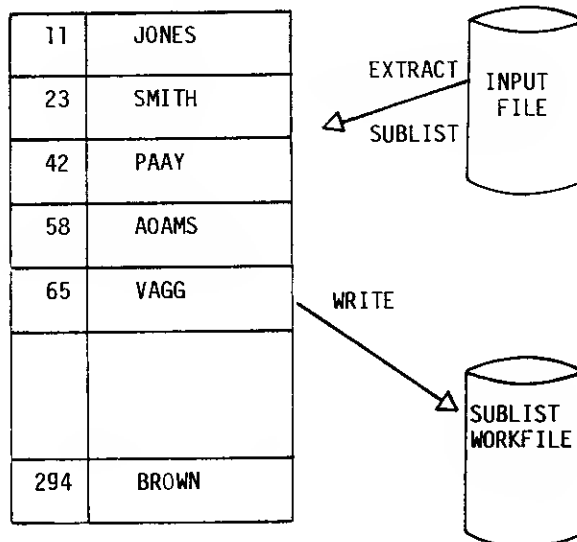 11 JONES
23 SMITH
42 PAAY
58 AOAMS
65 VAGG
294 BROWN
EXTRACT
SUBLIST
INPUT
FILE
WRITE
SUBLIST
WORKFILE